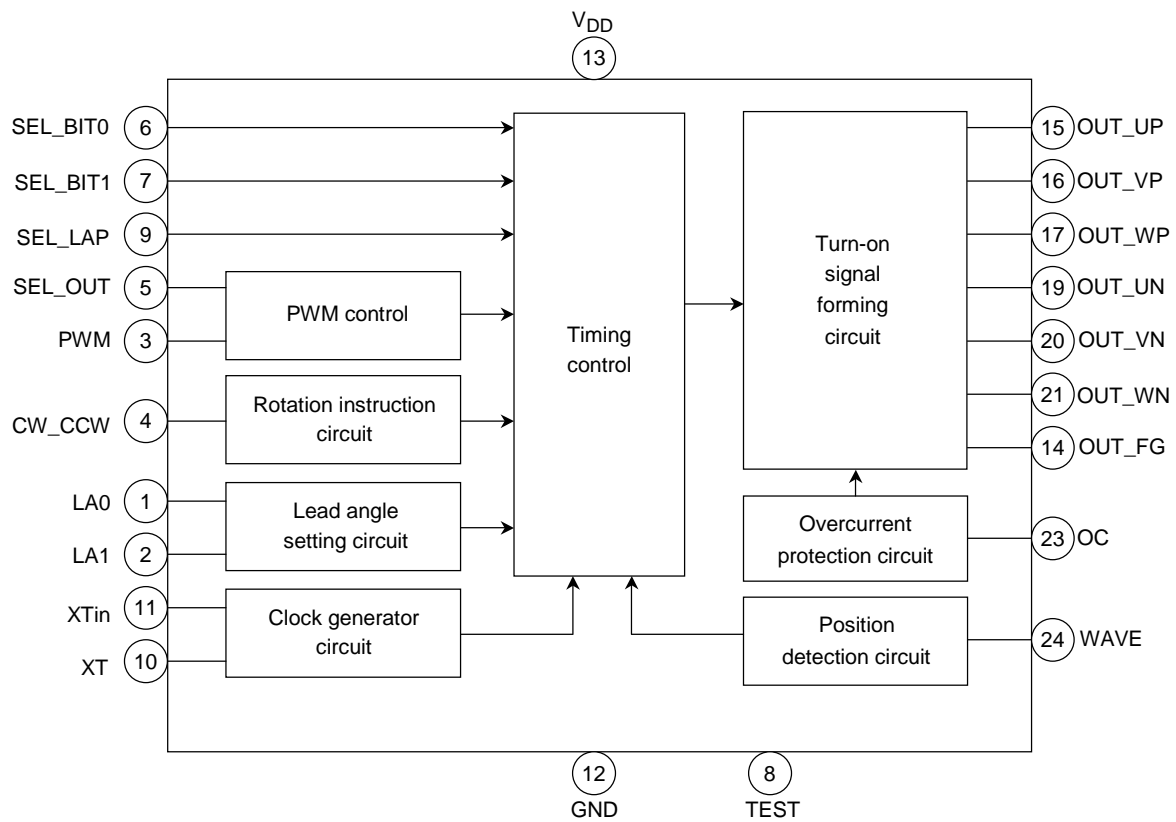 VDD
13
SEL_BIT0 6
SEL_BIT1 7
SEL_LAP 9
SEL_OUT 5
PWM 3
CW_CCW 4
LA0 1
LA1 2
XTin 11
XT 10
PWM control
Rotation instruction
circuit
Lead angle
setting circuit
Clock generator
circuit
Timing
control
Turn-on
signal
forming
circuit
Overcurrent
protection circuit
Position
detection circuit
15 OUT_UP
16 OUT_VP
17 OUT_WP
19 OUT_UN
20 OUT_VN
21 OUT_WN
14 OUT_FG
23 OC
24 WAVE
12
GND
8
TEST